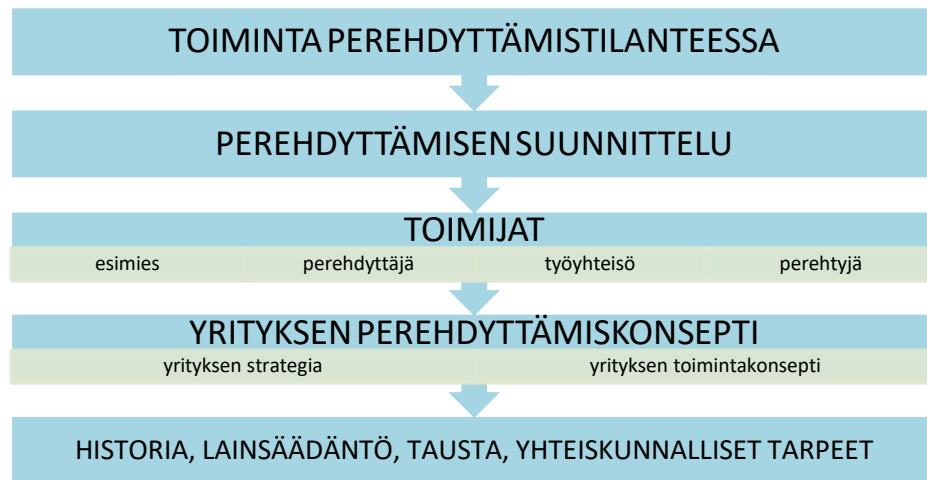 TOIMINTA PEREHDYTTÄMISTILANTEESSA
PEREHDYTTÄMISEN SUUNNITTELU
TOIMIJAT
esimies perehdyttäjä työyhteisö perehtyjä
YRITYKSEN PEREHDYTTÄMISKONSEPTI
yrityksen strategia yrityksen toimintakonsepti
HISTORIA, LAINSÄÄDÄNTÖ, TAUSTA, YHTEISKUNNALLISET TARPEET